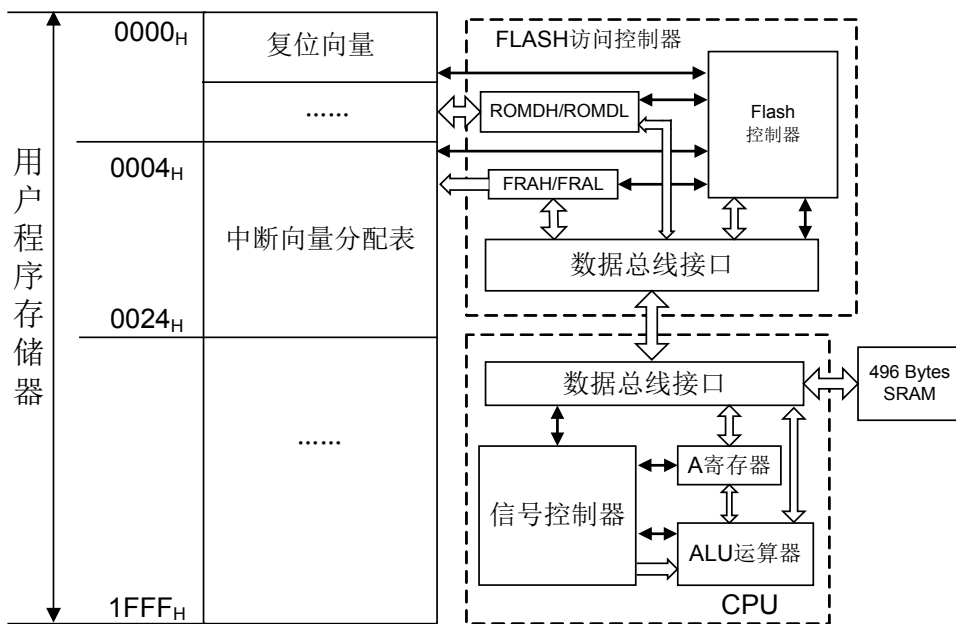 用户程序存储器
0000H
复位向量
......
0004H
中断向量分配表
0024H
......
1FFFH
FLASH访问控制器
ROMDH/ROMDL
Flash
控制器
FRAH/FRAL
数据总线接口
数据总线接口
496 Bytes
SRAM
A寄存器
信号控制器
ALU运算器
CPU